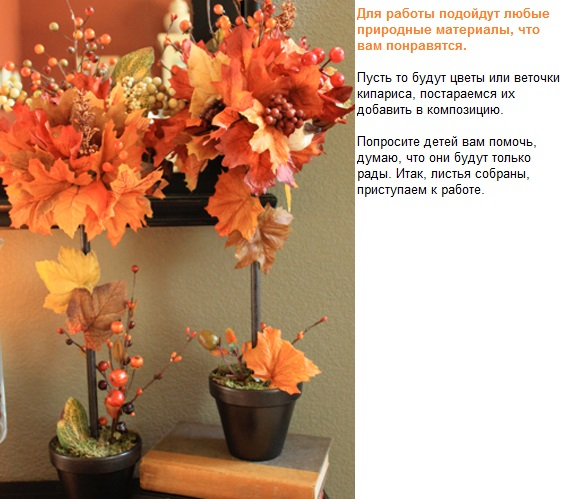 Для работы подойдут любые
природные материалы, что
вам понравятся.
Пусть то будут цветы или веточки
кипариса, постараемся их
добавить в композицию.
Попросите детей вам помочь,
думаю, что они будут только
рады. Итак, листья собраны,
приступаем к работе.